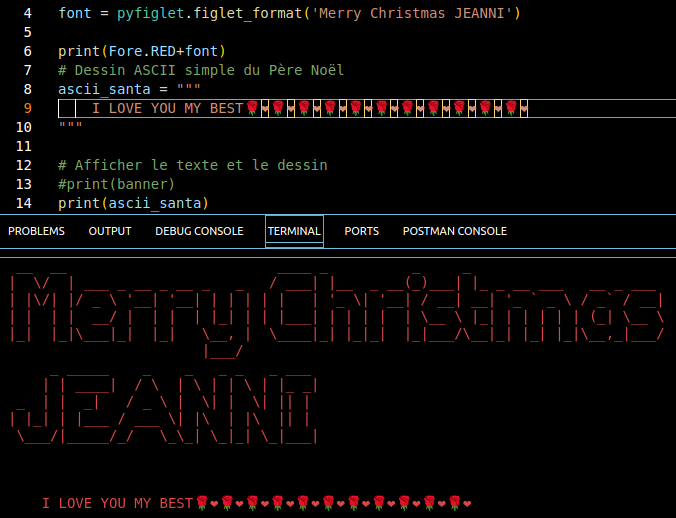 4 font = pyfiglet.figlet_format('Merry Christmas JEANNI')
5
6 print(Fore.RED+font)
7 # Dessin ASCII simple du Père Noël
8 ascii_santa = """
9 I LOVE YOU MY BEST🌹❤🌹❤🌹❤🌹❤🌹❤🌹❤🌹❤🌹❤🌹❤🌹❤🌹❤
10 """
11
12 # Afficher le texte et le dessin
13 #print(banner)
14 print(ascii_santa)
PROBLEMS OUTPUT DEBUG CONSOLE TERMINAL PORTS POSTMAN CONSOLE
Merry Christmas
JEANNI
I LOVE YOU MY BEST🌹❤🌹❤🌹❤🌹❤🌹❤🌹❤🌹❤🌹❤🌹❤🌹❤🌹❤